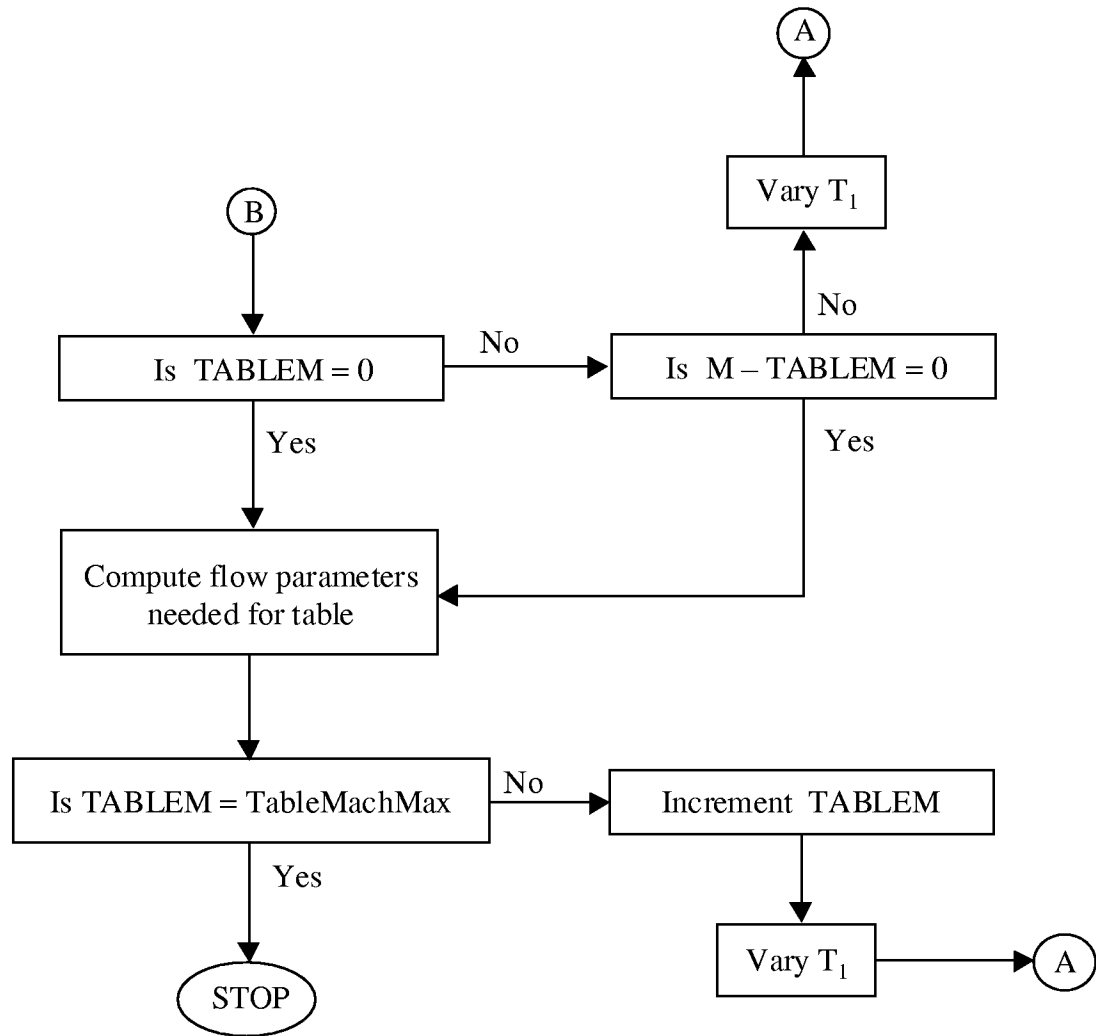 A
Vary T₁
B
No
Is TABLEM = 0
No
Is M – TABLEM = 0
Yes
Yes
Compute flow parameters
needed for table
Is TABLEM = TableMachMax
No
Increment TABLEM
Yes
Vary T₁
A
STOP